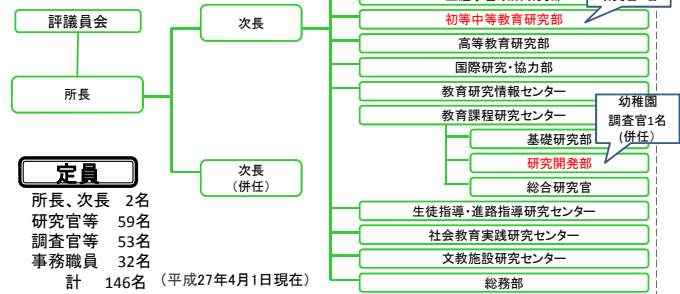 評議員会
所長
次長
次長
(併任)
初等中等教育研究部
高等教育研究部
国際研究・協力部
教育研究情報センター
教育課程研究センター
基礎研究部
研究開発部
総合研究官
生徒指導・進路指導研究センター
社会教育実践研究センター
文教施設研究センター
総務部
幼稚園
調査官1名
(併任)
定員
所長、次長 2名
研究官等 59名
調査官等 53名
事務職員 32名
計 146名 (平成27年4月1日現在)